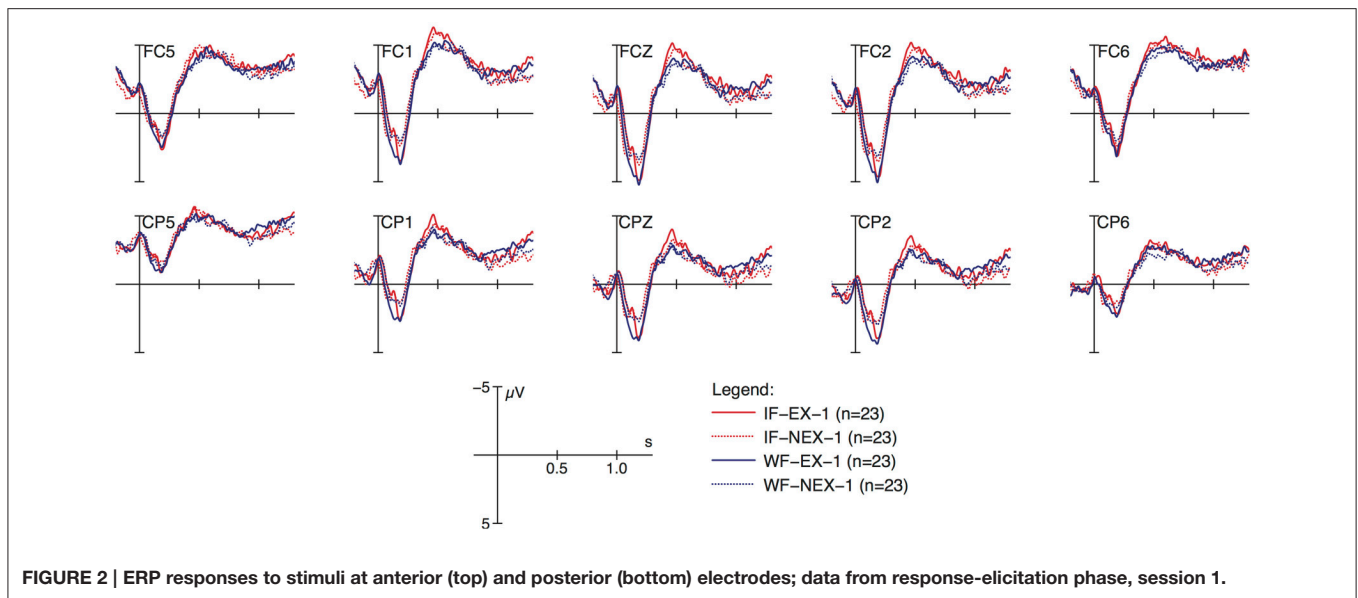 FC5 FC1 FCZ FC2 FC6
CP5 CP1 CPZ CP2 CP6
−5 µV
s
0.5 1.0
5
Legend:
IF−EX−1 (n=23)
IF−NEX−1 (n=23)
WF−EX−1 (n=23)
WF−NEX−1 (n=23)
FIGURE 2 | ERP responses to stimuli at anterior (top) and posterior (bottom) electrodes; data from response-elicitation phase, session 1.